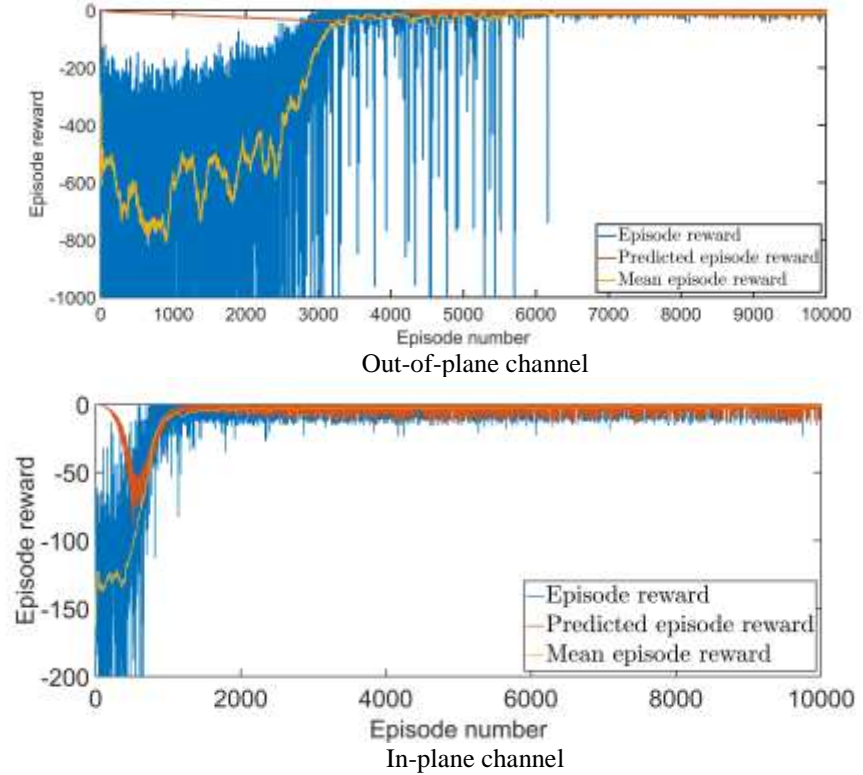 0
-200
-400
-600
-800
-1000
Episode reward
Episode reward
Predicted episode reward
Mean episode reward
0 1000 2000 3000 4000 5000 6000 7000 8000 9000 10000
Episode number
Out-of-plane channel
0
-50
-100
-150
-200
Episode reward
Episode reward
Predicted episode reward
Mean episode reward
0 2000 4000 6000 8000 10000
Episode number
In-plane channel